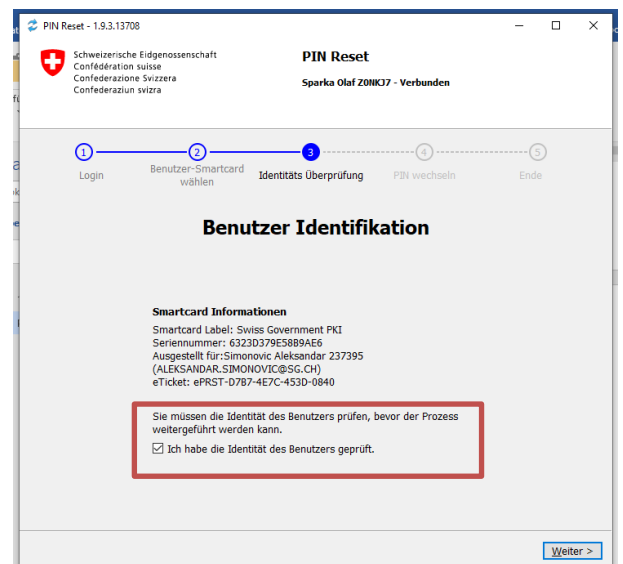 PIN Reset - 1.9.3.13708
Schweizerische Eidgenossenschaft
Confédération suisse
Confederazione Svizzera
Confederaziun svizra
PIN Reset
Sparka Olaf Z0NKJ7 - Verbunden
1
2
3
4
5
Login
Benutzer-Smartcard
wählen
Identitäts Überprüfung
PIN wechseln
Ende
Benutzer Identifikation
Smartcard Informationen
Smartcard Label: Swiss Government PKI
Seriennummer: 6323D379E58B9AE6
Ausgestellt für:Simonovic Aleksandar 237395
(ALEKSANDAR.SIMONOVIC@SG.CH)
eTicket: ePRST-D7B7-4E7C-453D-0840
Sie müssen die Identität des Benutzers prüfen, bevor der Prozess
weitergeführt werden kann.
Ich habe die Identität des Benutzers geprüft.
Weiter >